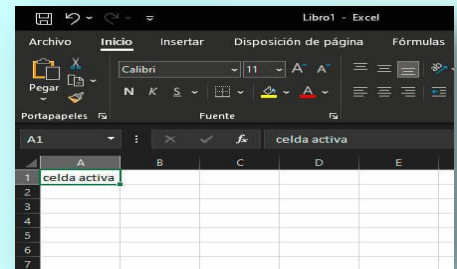 Libro1 - Excel
Archivo Inicio Insertar Disposición de página Fórmulas
Pegar
Calibri 11 A A
N K S A
Portapapeles Fuente
A1 fx celda activa
A B C D E
1 celda activa
2
3
4
5
6
7